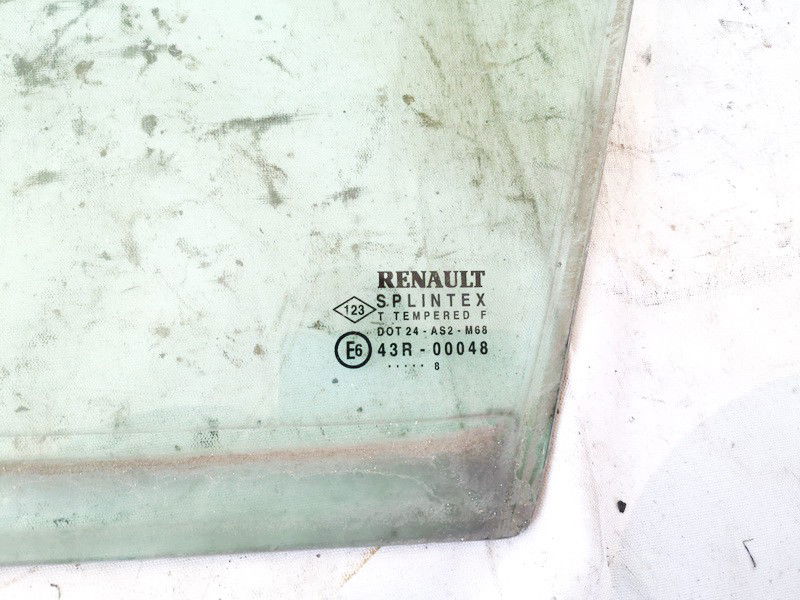 RENAULT
123 SPLINTEX
T TEMPERED F
DOT 24 - AS2 - M68
E6 43R - 00048
..... 8